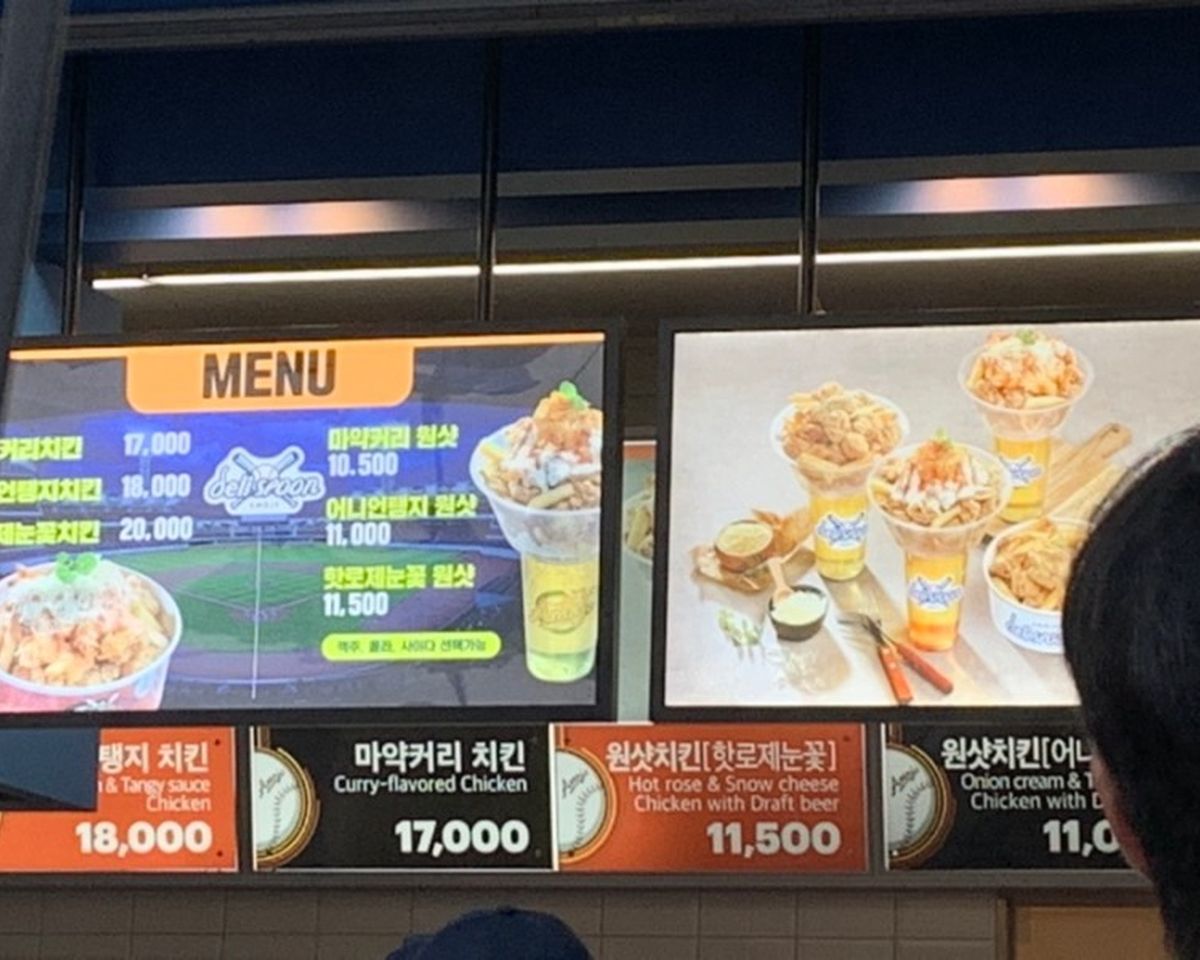 MENU
커리치킨 17,000
언탱지치킨 18,000
제눈꽃치킨 20,000
deli spoon
마약커리 원샷
10.500
어니언탱지 원샷
11,000
핫로제눈꽃 원샷
11,500
맥주, 콜라, 사이다 선택가능
탱지 치킨
& Tangy sauce
Chicken
18,000
마약커리 치킨
Curry-flavored Chicken
17,000
원샷치킨[핫로제눈꽃]
Hot rose & Snow cheese
Chicken with Draft beer
11,500
원샷치킨[어니
Onion cream & T
Chicken with D
11,0